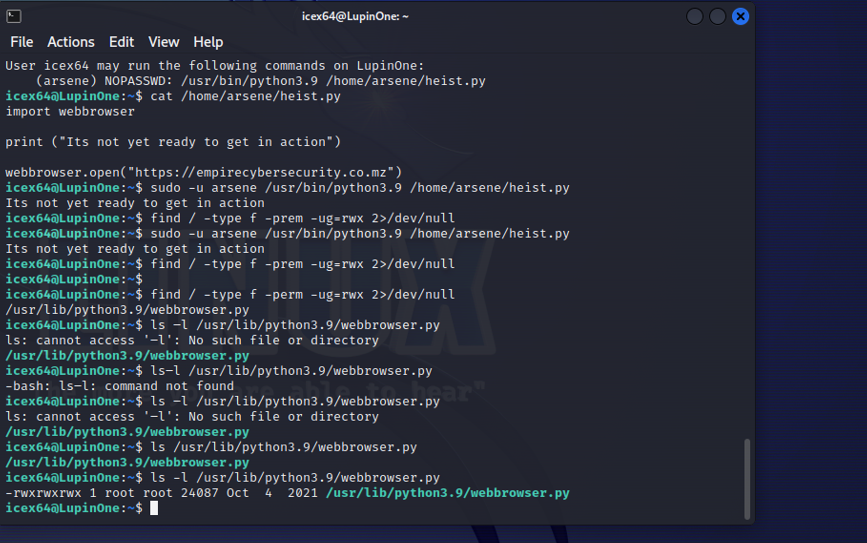 icex64@LupinOne: ~
File Actions Edit View Help
User icex64 may run the following commands on LupinOne:
(arsene) NOPASSWD: /usr/bin/python3.9 /home/arsene/heist.py
icex64@LupinOne:~$ cat /home/arsene/heist.py
import webbrowser
print ("Its not yet ready to get in action")
webbrowser.open("https://empirecybersecurity.co.mz")
icex64@LupinOne:~$ sudo -u arsene /usr/bin/python3.9 /home/arsene/heist.py
Its not yet ready to get in action
icex64@LupinOne:~$ find / -type f -prem -ug=rwx 2>/dev/null
icex64@LupinOne:~$ sudo -u arsene /usr/bin/python3.9 /home/arsene/heist.py
Its not yet ready to get in action
icex64@LupinOne:~$ find / -type f -prem -ug=rwx 2>/dev/null
icex64@LupinOne:~$
icex64@LupinOne:~$ find / -type f -perm -ug=rwx 2>/dev/null
/usr/lib/python3.9/webbrowser.py
icex64@LupinOne:~$ ls –l /usr/lib/python3.9/webbrowser.py
ls: cannot access '–l': No such file or directory
/usr/lib/python3.9/webbrowser.py
icex64@LupinOne:~$ ls–l /usr/lib/python3.9/webbrowser.py
-bash: ls–l: command not found
icex64@LupinOne:~$ ls –l /usr/lib/python3.9/webbrowser.py
ls: cannot access '–l': No such file or directory
/usr/lib/python3.9/webbrowser.py
icex64@LupinOne:~$ ls /usr/lib/python3.9/webbrowser.py
/usr/lib/python3.9/webbrowser.py
icex64@LupinOne:~$ ls -l /usr/lib/python3.9/webbrowser.py
-rwxrwxrwx 1 root root 24087 Oct  4  2021 /usr/lib/python3.9/webbrowser.py
icex64@LupinOne:~$